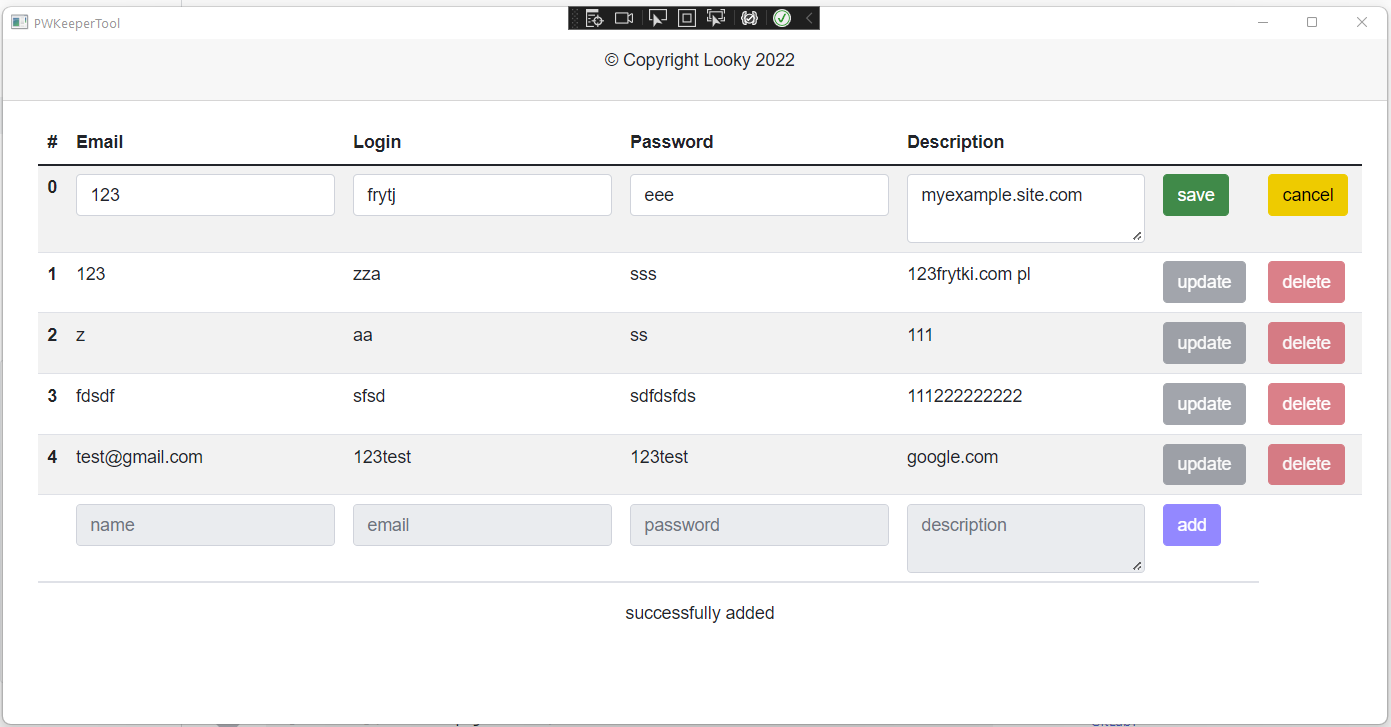 PWKeeperTool
© Copyright Looky 2022
# Email Login Password Description
0 123 frytj eee myexample.site.com save cancel
1 123 zza sss 123frytki.com pl update delete
2 z aa ss 111 update delete
3 fdsdf sfsd sdfdsfds 111222222222 update delete
4 test@gmail.com 123test 123test google.com update delete
name email password description add
successfully added